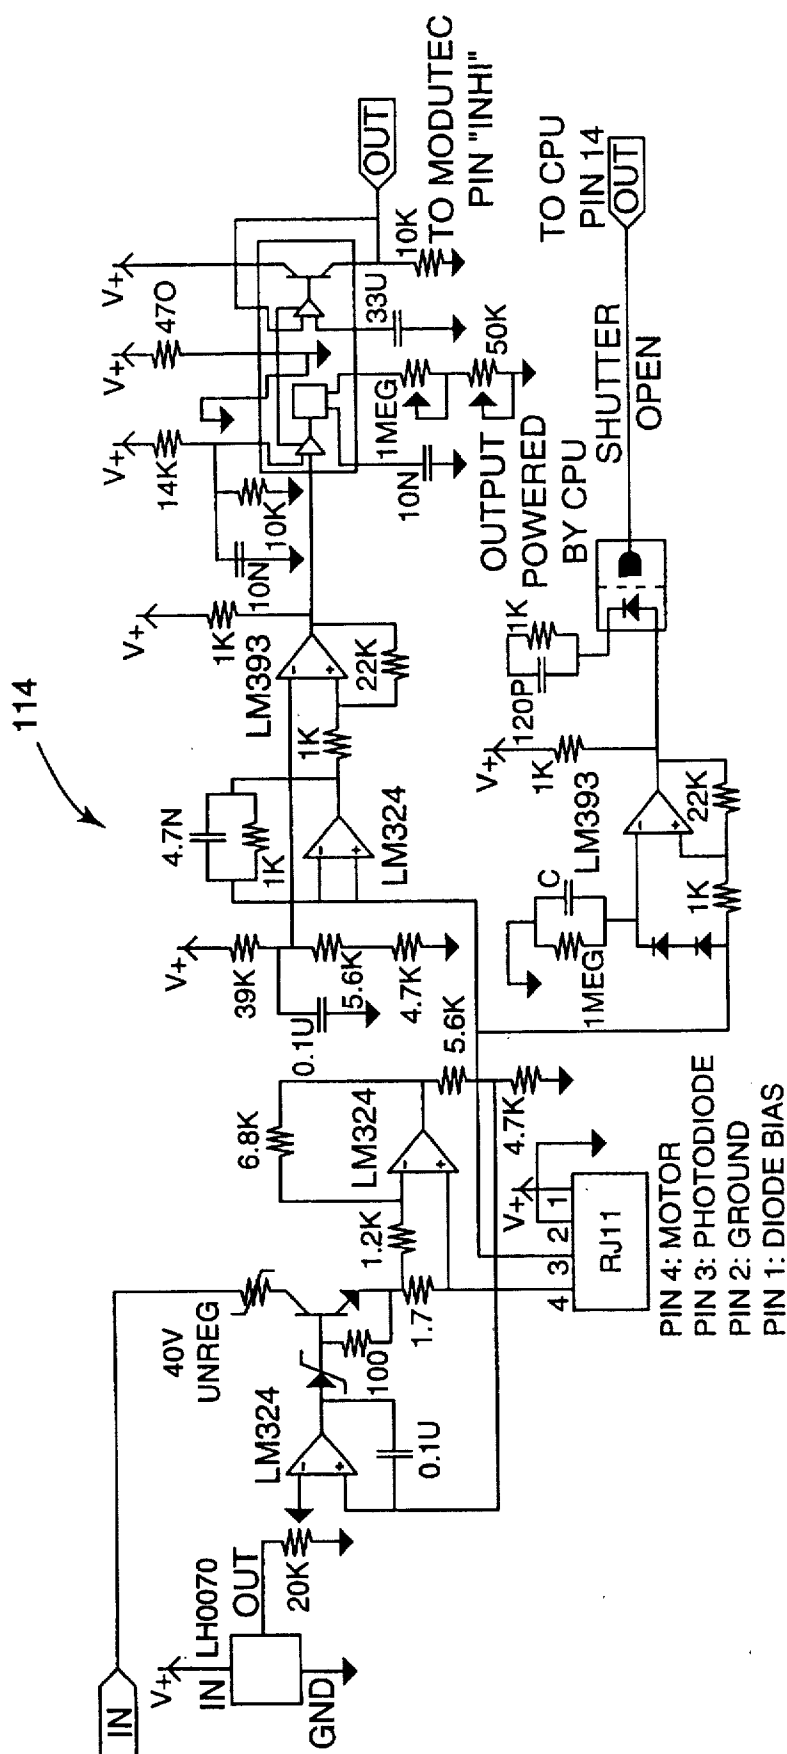 114
IN
V+
IN
LH0070
OUT
GND
20K
40V
UNREG
LM324
0.1U
100
1.7
1.2K
6.8K
LM324
5.6K
4.7K
V+
4 3 2 1
RJ11
PIN 4: MOTOR
PIN 3: PHOTODIODE
PIN 2: GROUND
PIN 1: DIODE BIAS
V+
39K
0.1U
5.6K
4.7K
4.7N
1K
LM324
1K
LM393
22K
V+
1K
10N
10K
14K
V+
V+
470
V+
10N
1MEG
50K
33U
10K
OUT
TO MODUTEC
PIN "INHI"
1MEG
C
LM393
1K
22K
V+
1K
120P
1K
OUTPUT
POWERED
BY CPU
SHUTTER
OPEN
TO CPU
PIN 14
OUT